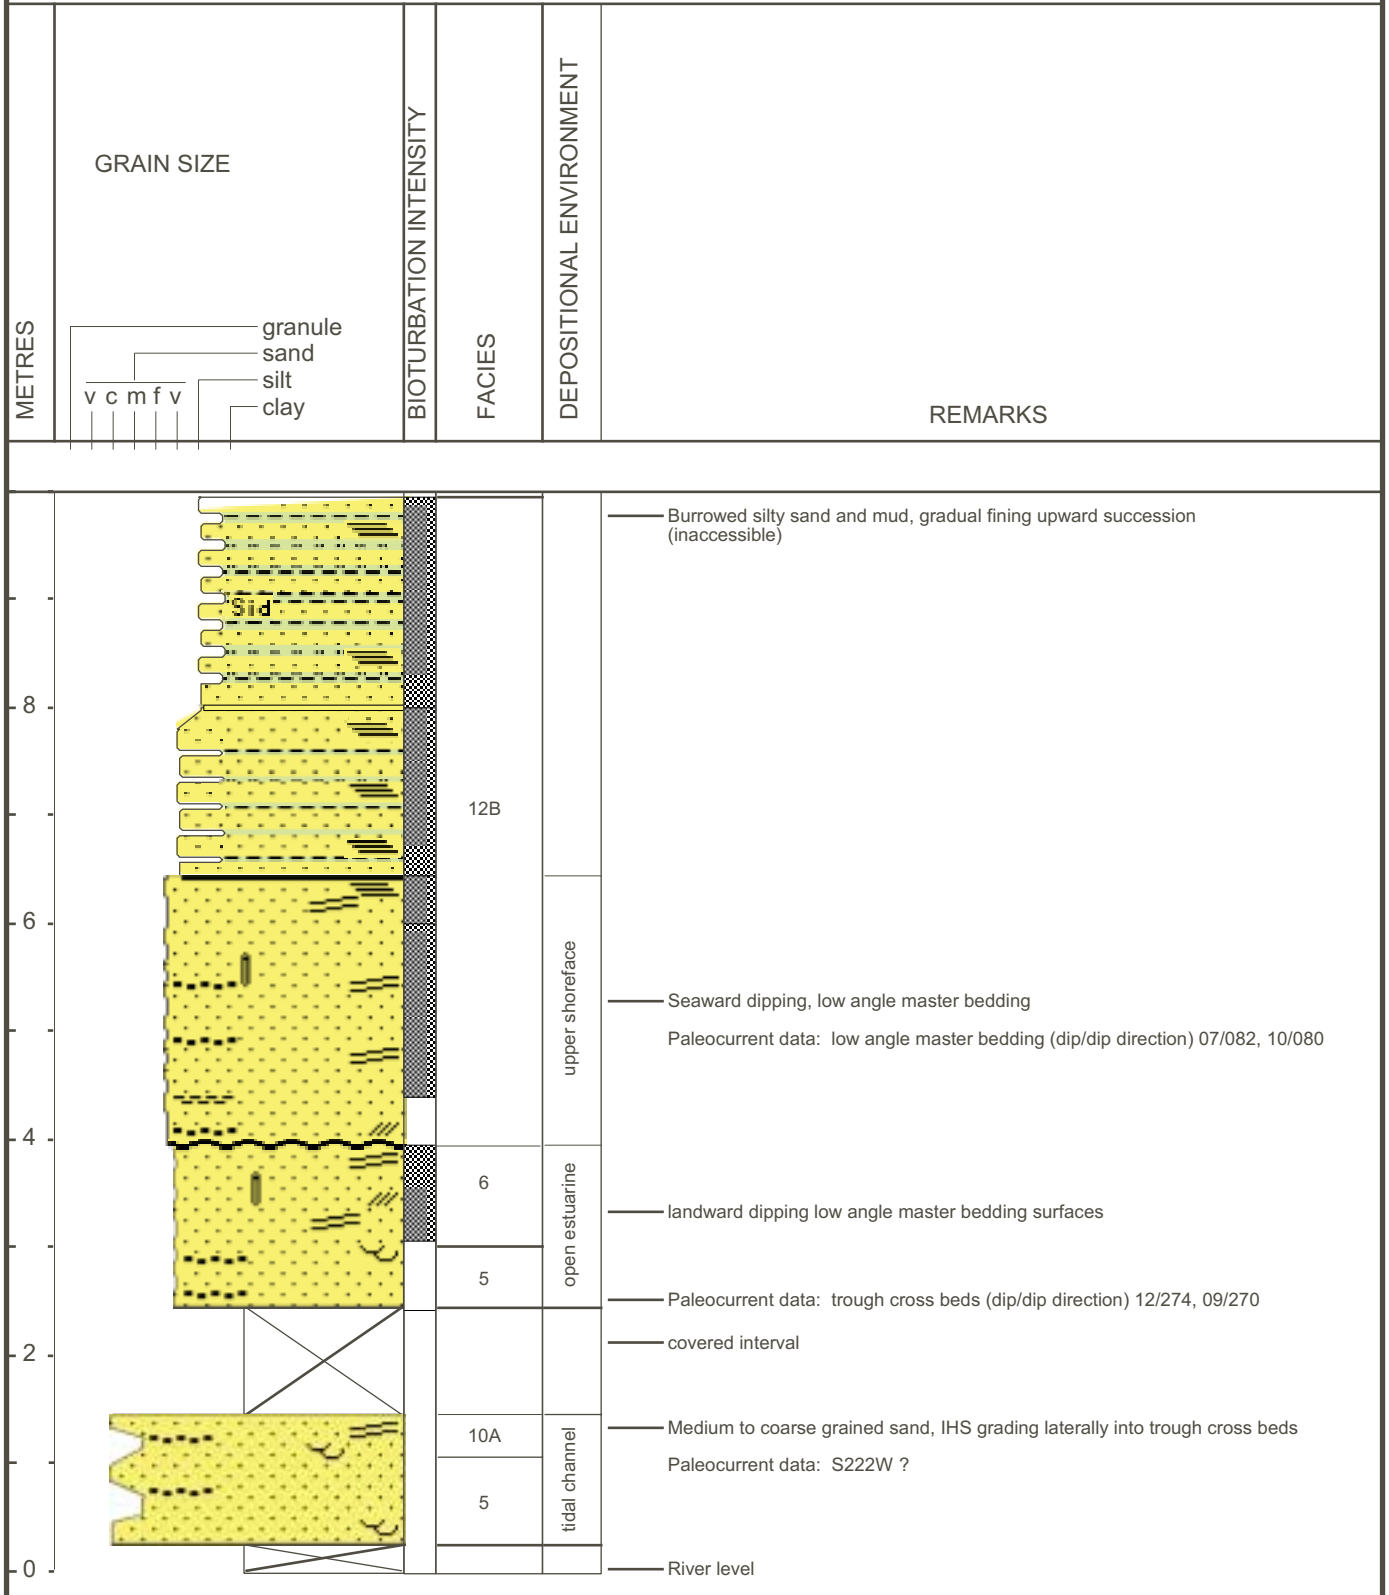 METRES
GRAIN SIZE
granule
sand
silt
clay
v c m f v
BIOTURBATION INTENSITY
FACIES
DEPOSITIONAL ENVIRONMENT
REMARKS
Burrowed silty sand and mud, gradual fining upward succession
(inaccessible)
Sid
8
12B
6
upper shoreface
Seaward dipping, low angle master bedding
Paleocurrent data: low angle master bedding (dip/dip direction) 07/082, 10/080
4
6
open estuarine
landward dipping low angle master bedding surfaces
5
Paleocurrent data: trough cross beds (dip/dip direction) 12/274, 09/270
2
covered interval
10A
tidal channel
Medium to coarse grained sand, IHS grading laterally into trough cross beds
Paleocurrent data: S222W ?
5
0
River level